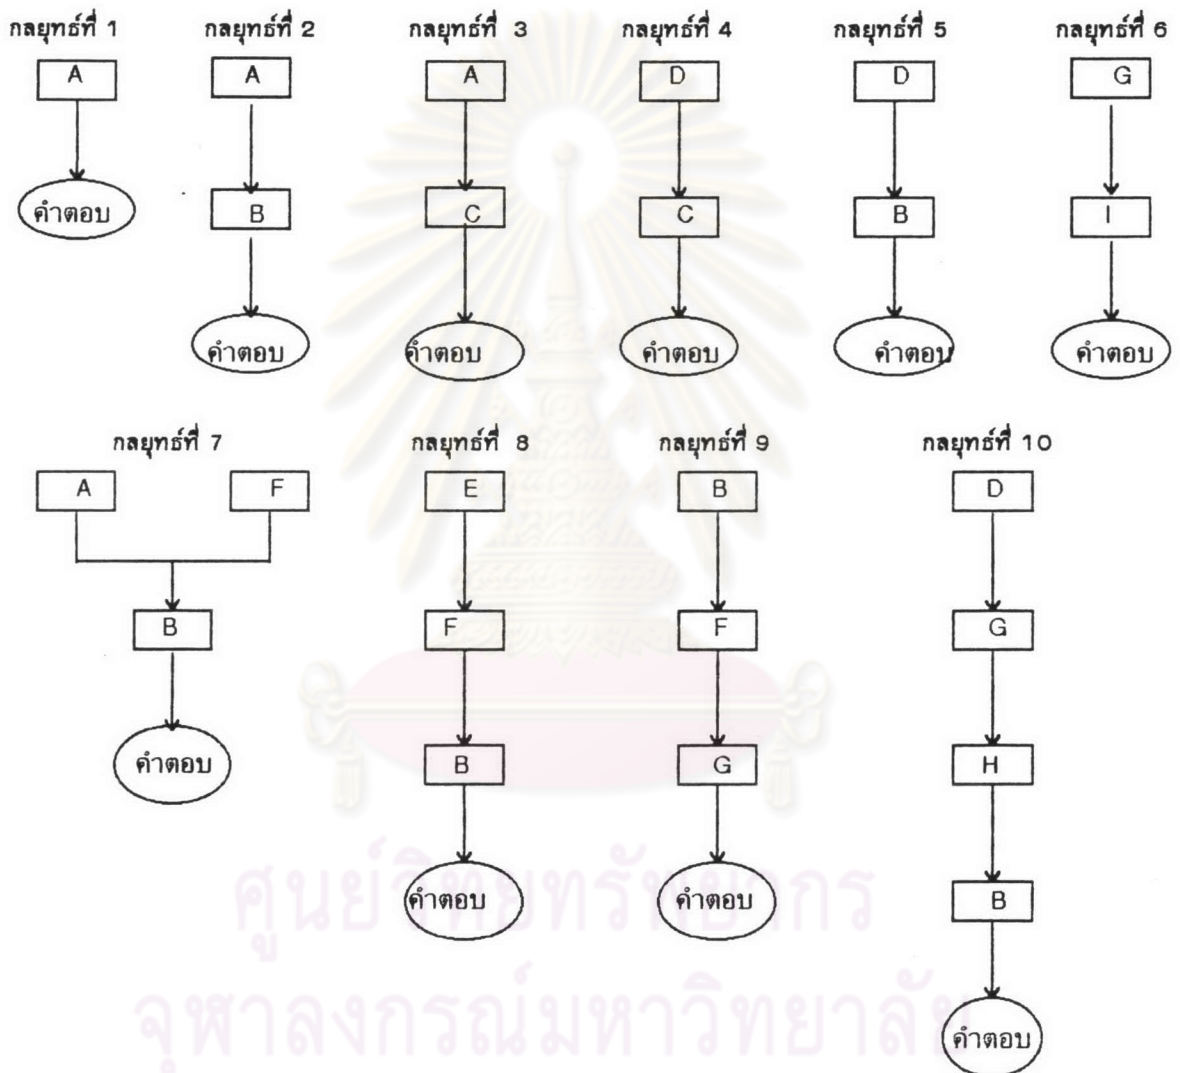 กลยุทธ์ที่ 1 กลยุทธ์ที่ 2 กลยุทธ์ที่ 3 กลยุทธ์ที่ 4 กลยุทธ์ที่ 5 กลยุทธ์ที่ 6
A A A D D G
คำตอบ B C C B I
คำตอบ คำตอบ คำตอบ คำตอบ คำตอบ
กลยุทธ์ที่ 7 กลยุทธ์ที่ 8 กลยุทธ์ที่ 9 กลยุทธ์ที่ 10
A F E B D
B F F G
คำตอบ B G H
คำตอบ คำตอบ B
คำตอบ
ศูนย์วิทยทรัพยากร
จุฬาลงกรณ์มหาวิทยาลัย